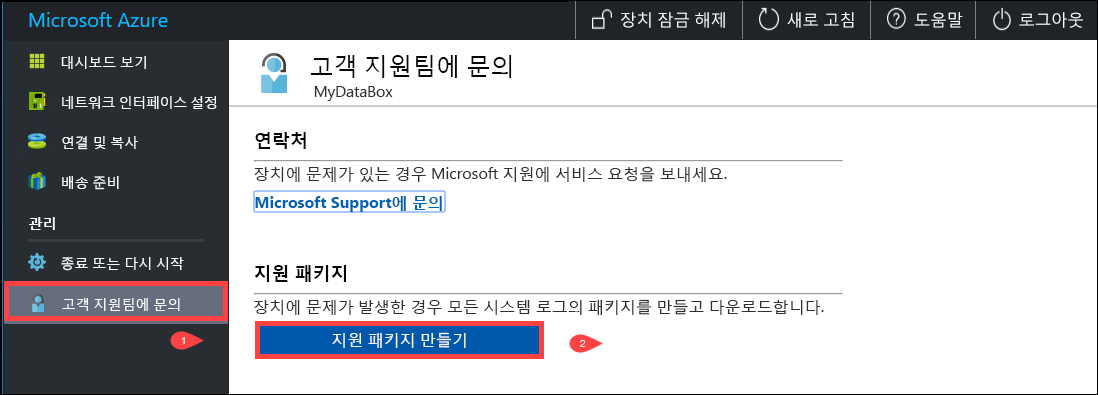 Microsoft Azure
장치 잠금 해제
새로 고침
도움말
로그아웃
대시보드 보기
네트워크 인터페이스 설정
연결 및 복사
배송 준비
관리
종료 또는 다시 시작
고객 지원팀에 문의
1
고객 지원팀에 문의
MyDataBox
연락처
장치에 문제가 있는 경우 Microsoft 지원에 서비스 요청을 보내세요.
Microsoft Support에 문의
지원 패키지
장치에 문제가 발생한 경우 모든 시스템 로그의 패키지를 만들고 다운로드합니다.
지원 패키지 만들기
2